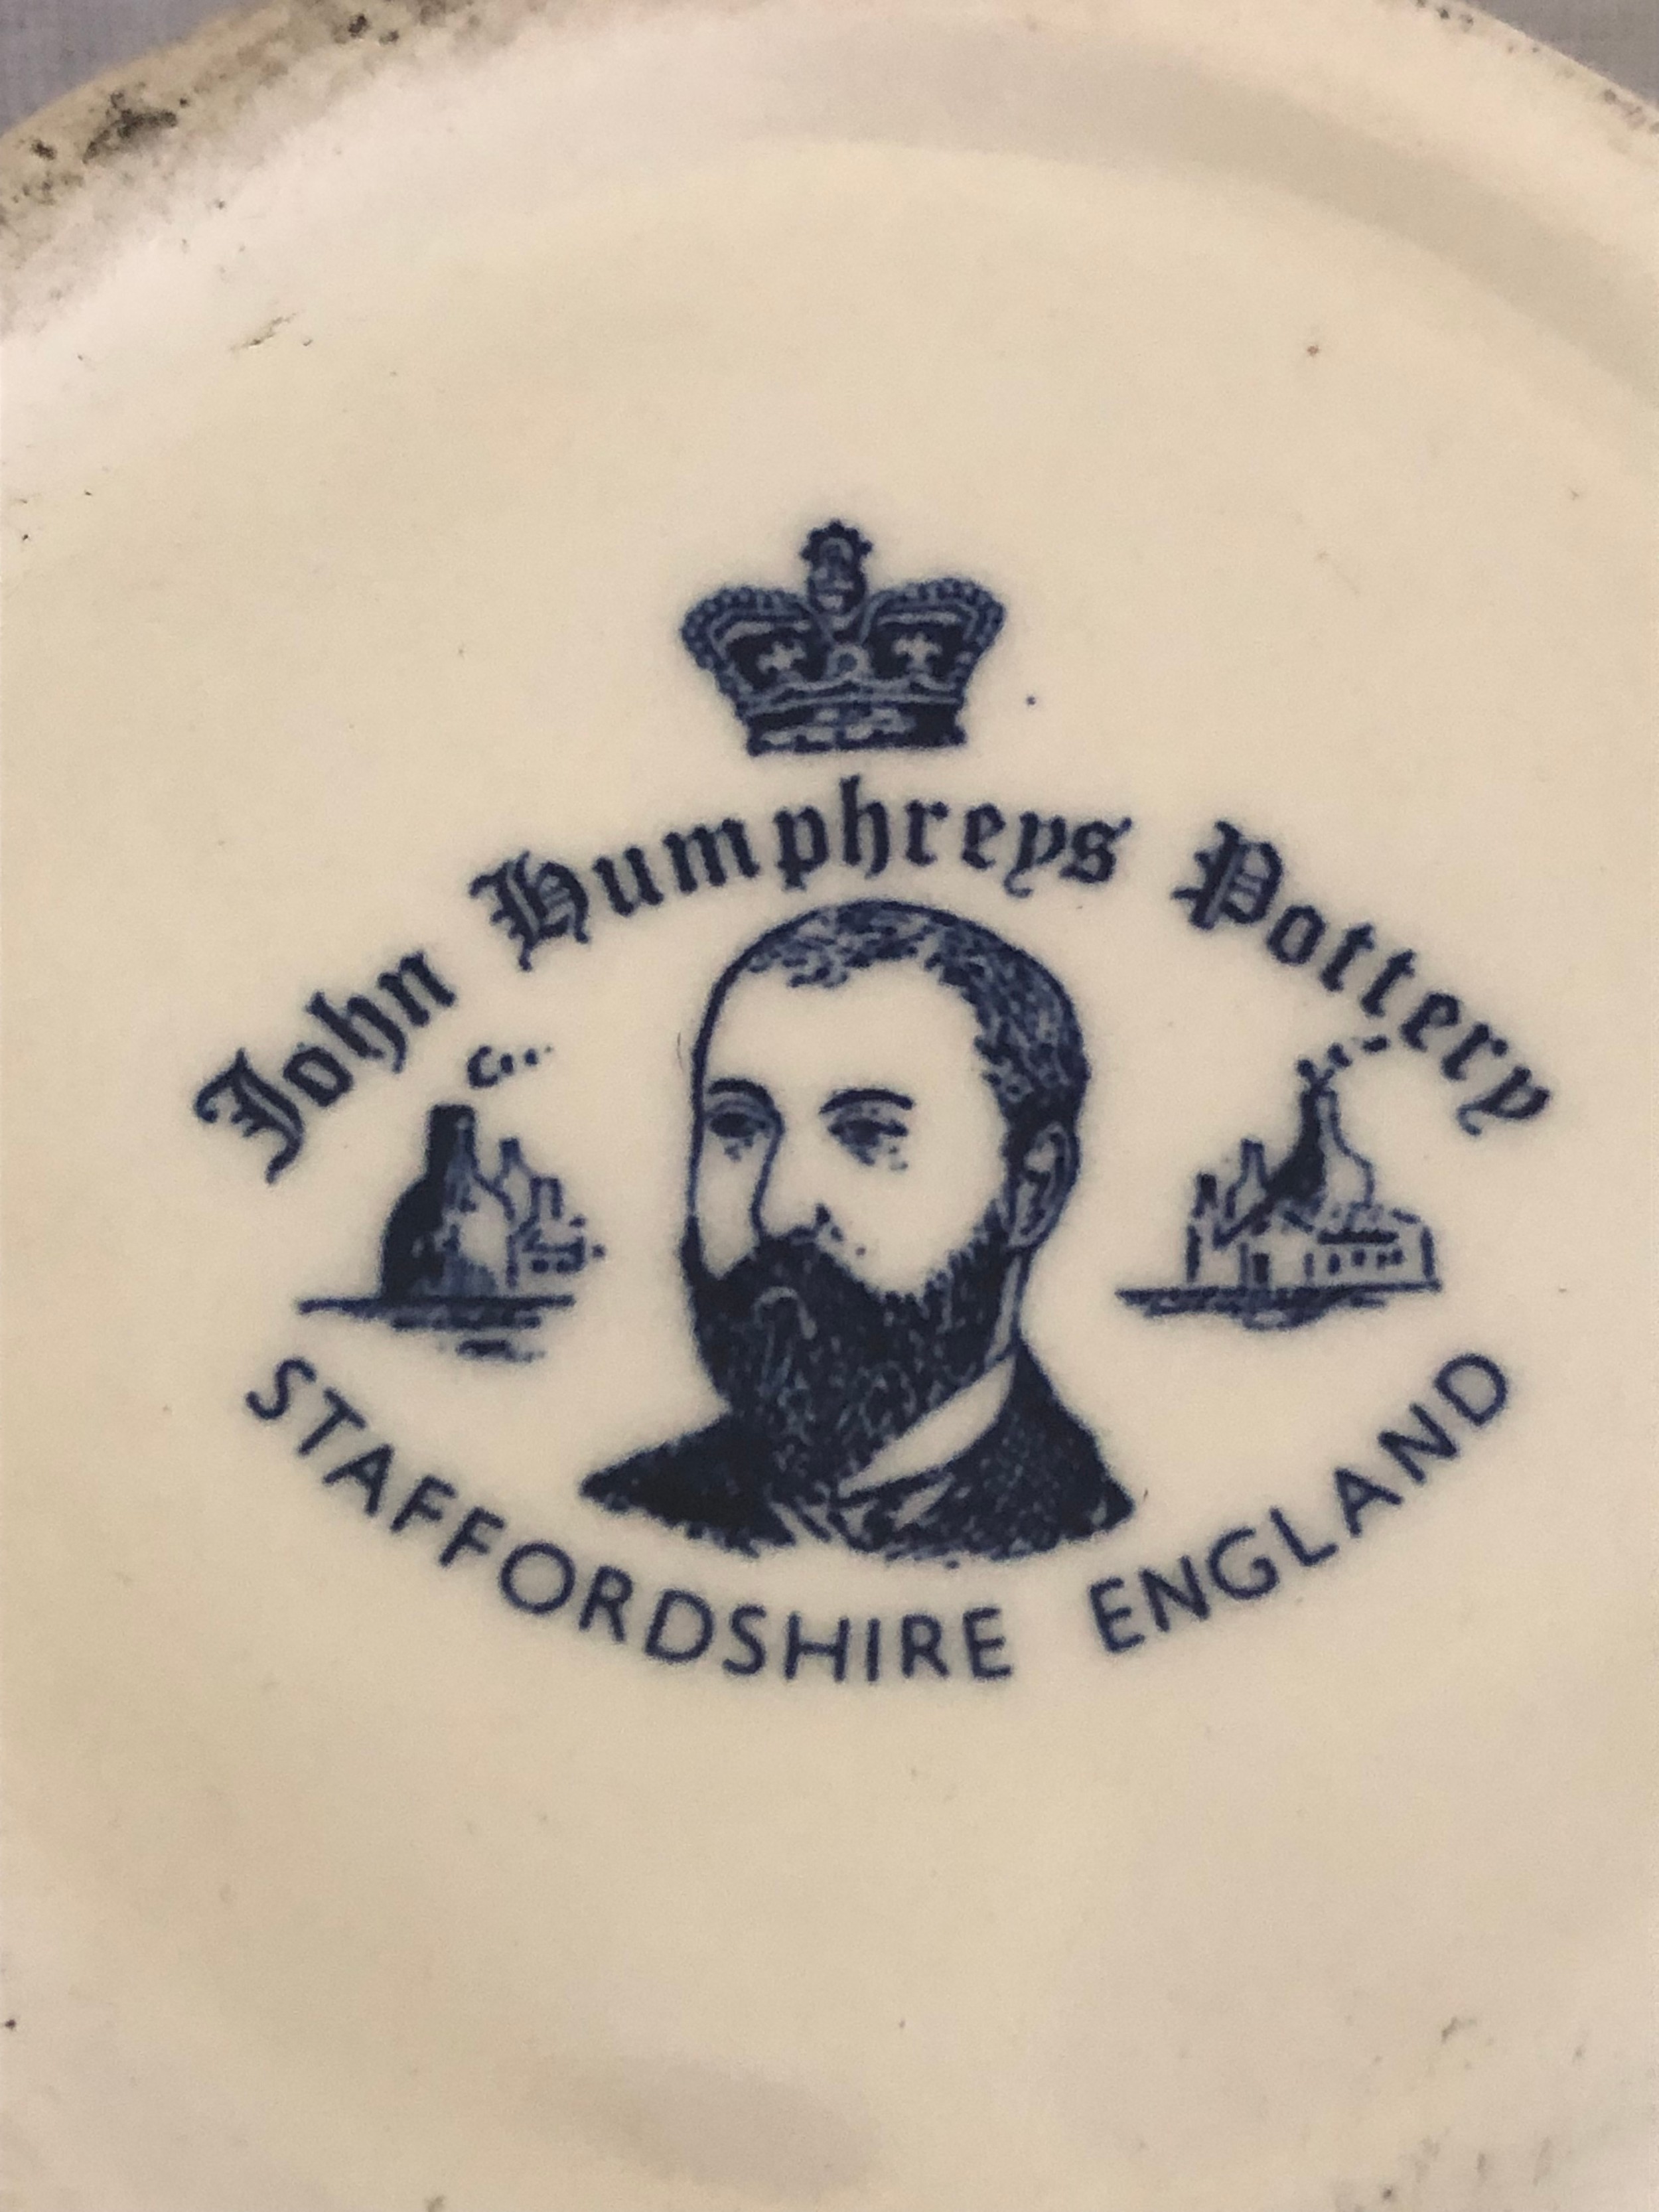 John Humphreys Pottery
STAFFORDSHIRE ENGLAND